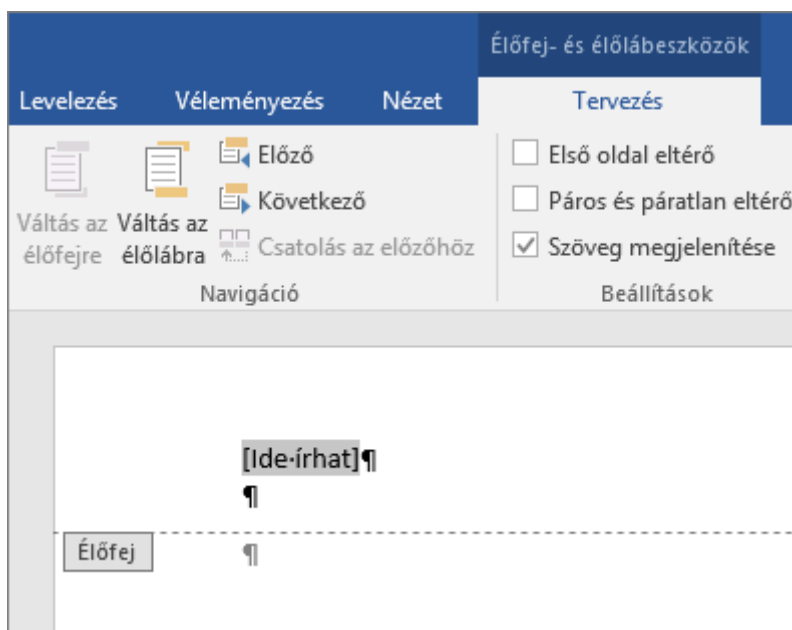 Élőfej- és élőlábeszközök
Levelezés Véleményezés Nézet Tervezés
Váltás az élőfejre
Váltás az élőlábra
Előző
Következő
Csatolás az előzőhöz
Navigáció
Első oldal eltérő
Páros és páratlan eltérő
Szöveg megjelenítése
Beállítások
[Ide·írhat]¶
¶
Élőfej ¶